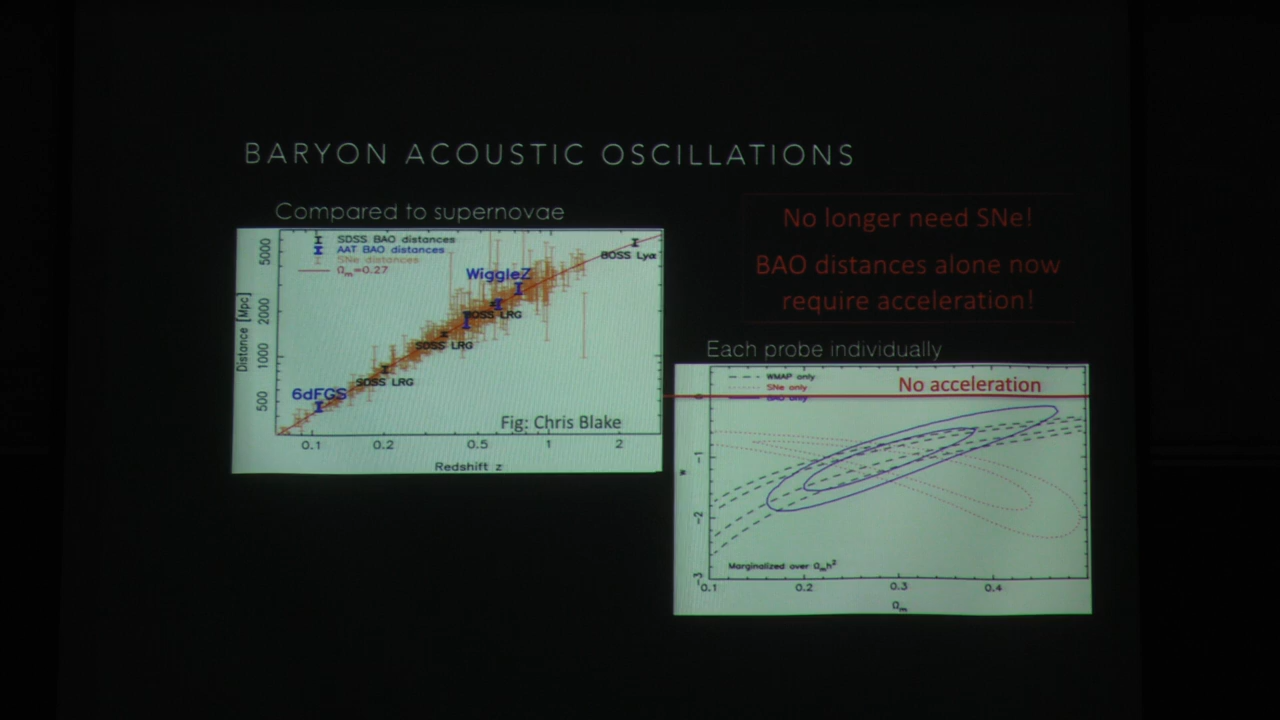 BARYON ACOUSTIC OSCILLATIONS
Compared to supernovae
SDSS BAO distances
AAT BAO distances
SNe distances
Ωm=0.27
Distance [Mpc]
5000
2000
1000
500
6dFGS
SDSS LRG
SDSS LRG
BOSS LRG
WiggleZ
BOSS Lyα
Fig: Chris Blake
0.1 0.2 0.5 1 2
Redshift z
No longer need SNe!
BAO distances alone now
require acceleration!
Each probe individually
WMAP only
SNe only
BAO only
No acceleration
w
0
-1
-2
-3
Marginalized over Ωmh²
0.1 0.2 0.3 0.4
Ωm